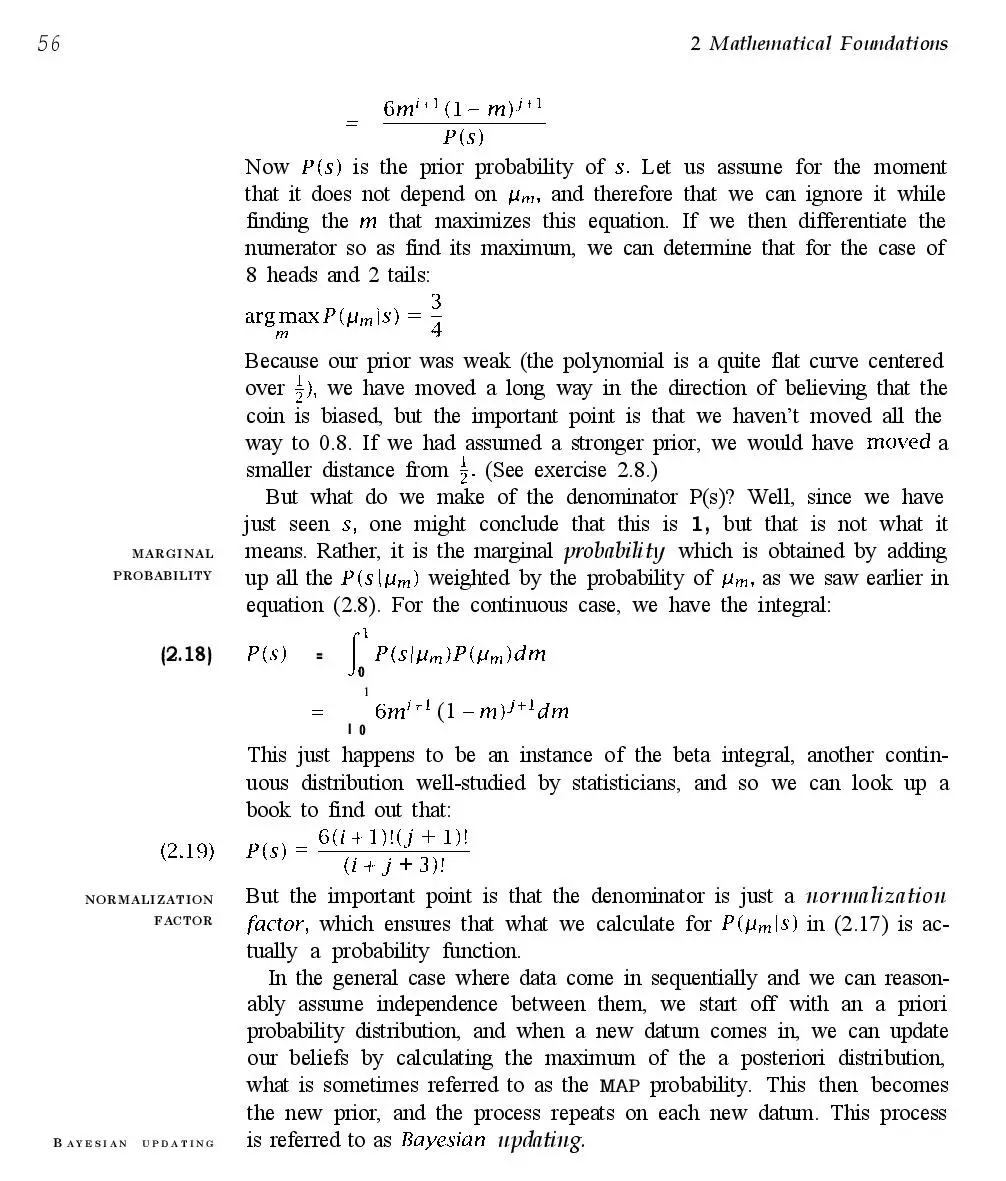 56
2 Mathematical Foundations
= 6m^{i+1}(1 − m)^{j+1} / P(s)
Now P(s) is the prior probability of s. Let us assume for the moment
that it does not depend on μ_m, and therefore that we can ignore it while
finding the m that maximizes this equation. If we then differentiate the
numerator so as find its maximum, we can determine that for the case of
8 heads and 2 tails:
arg max_m P(μ_m|s) = 3/4
Because our prior was weak (the polynomial is a quite flat curve centered
over 1/2), we have moved a long way in the direction of believing that the
coin is biased, but the important point is that we haven't moved all the
way to 0.8. If we had assumed a stronger prior, we would have moved a
smaller distance from 1/2. (See exercise 2.8.)
But what do we make of the denominator P(s)? Well, since we have
just seen s, one might conclude that this is 1, but that is not what it
MARGINAL means. Rather, it is the marginal probability which is obtained by adding
PROBABILITY up all the P(s|μ_m) weighted by the probability of μ_m, as we saw earlier in
equation (2.8). For the continuous case, we have the integral:
(2.18) P(s) = ∫_0^1 P(s|μ_m)P(μ_m)dm
= ∫_0^1 6m^{i+1}(1 − m)^{j+1}dm
This just happens to be an instance of the beta integral, another contin-
uous distribution well-studied by statisticians, and so we can look up a
book to find out that:
(2.19) P(s) = 6(i + 1)!(j + 1)! / (i + j + 3)!
NORMALIZATION But the important point is that the denominator is just a normalization
FACTOR factor, which ensures that what we calculate for P(μ_m|s) in (2.17) is ac-
tually a probability function.
In the general case where data come in sequentially and we can reason-
ably assume independence between them, we start off with an a priori
probability distribution, and when a new datum comes in, we can update
our beliefs by calculating the maximum of the a posteriori distribution,
what is sometimes referred to as the MAP probability. This then becomes
the new prior, and the process repeats on each new datum. This process
BAYESIAN UPDATING is referred to as Bayesian updating.